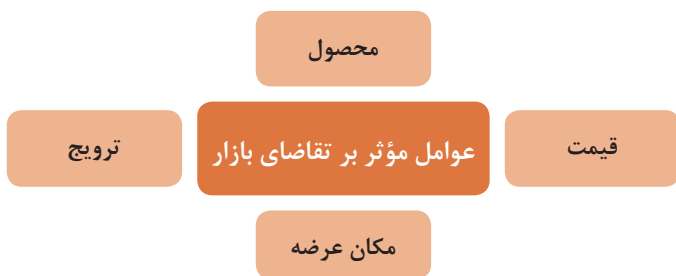 محصول
قیمت
عوامل مؤثر بر تقاضای بازار
ترویج
مکان عرضه